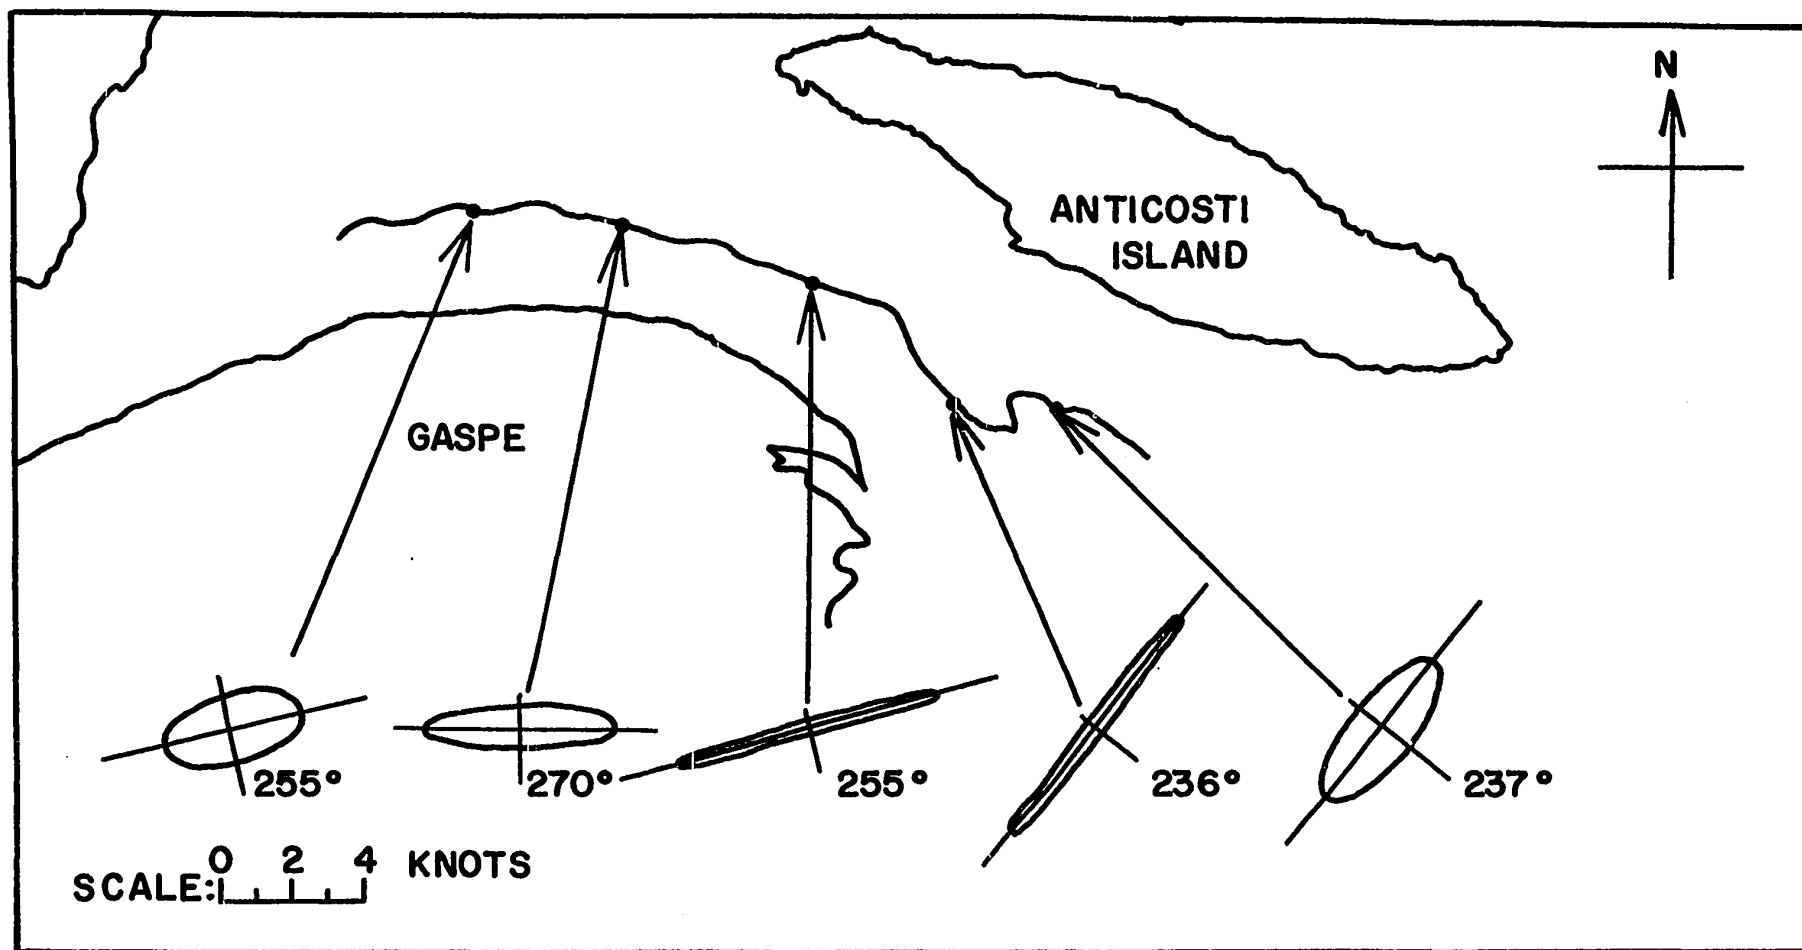 N
ANTICOSTI
ISLAND
GASPE
255°
270°
255°
236°
237°
0 2 4 KNOTS
SCALE: